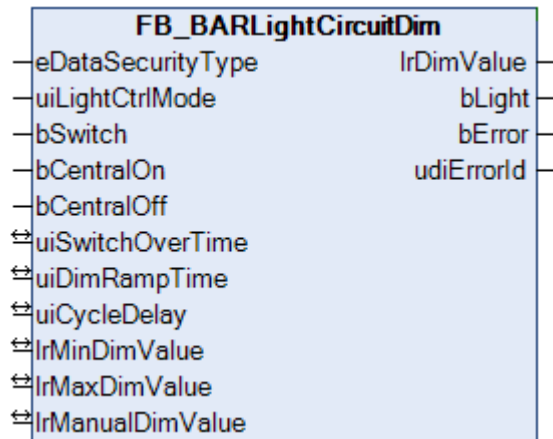 FB_BARLightCircuitDim
eDataSecurityType lrDimValue
uiLightCtrlMode bLight
bSwitch bError
bCentralOn udiErrorId
bCentralOff
uiSwitchOverTime
uiDimRampTime
uiCycleDelay
lrMinDimValue
lrMaxDimValue
lrManualDimValue